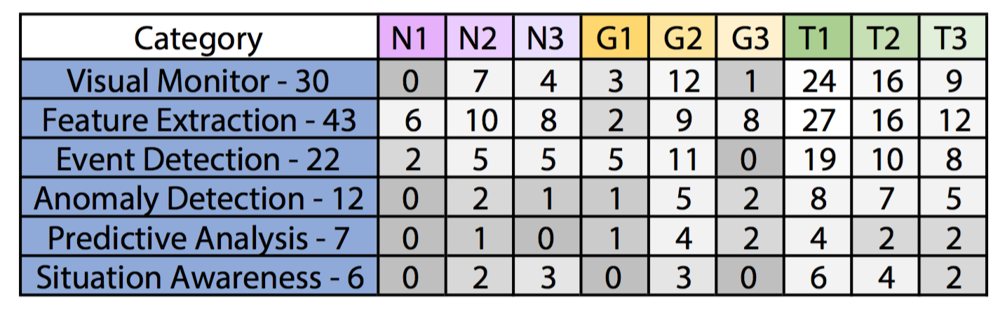 Category N1 N2 N3 G1 G2 G3 T1 T2 T3
Visual Monitor - 30 0 7 4 3 12 1 24 16 9
Feature Extraction - 43 6 10 8 2 9 8 27 16 12
Event Detection - 22 2 5 5 5 11 0 19 10 8
Anomaly Detection - 12 0 2 1 1 5 2 8 7 5
Predictive Analysis - 7 0 1 0 1 4 2 4 2 2
Situation Awareness - 6 0 2 3 0 3 0 6 4 2